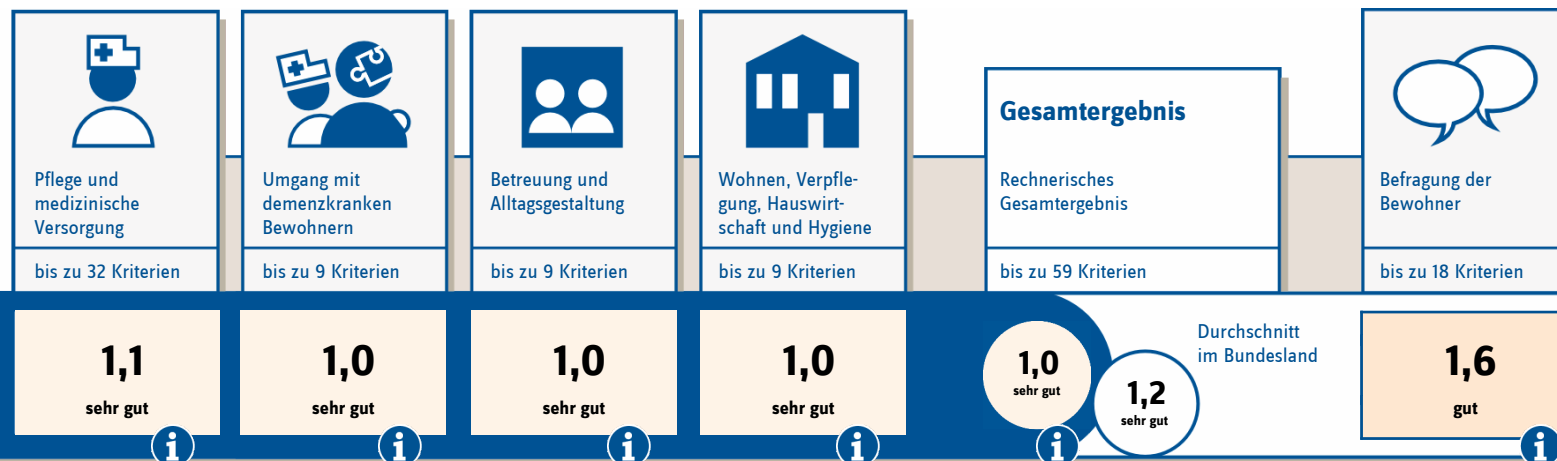 Pflege und
medizinische
Versorgung
bis zu 32 Kriterien
1,1
sehr gut
i
Umgang mit
demenzkranken
Bewohnern
bis zu 9 Kriterien
1,0
sehr gut
i
Betreuung und
Alltagsgestaltung
bis zu 9 Kriterien
1,0
sehr gut
i
Wohnen, Verpfle-
gung, Hauswirt-
schaft und Hygiene
bis zu 9 Kriterien
1,0
sehr gut
i
Gesamtergebnis
Rechnerisches
Gesamtergebnis
bis zu 59 Kriterien
1,0
sehr gut
i
1,2
sehr gut
Durchschnitt
im Bundesland
Befragung der
Bewohner
bis zu 18 Kriterien
1,6
gut
i